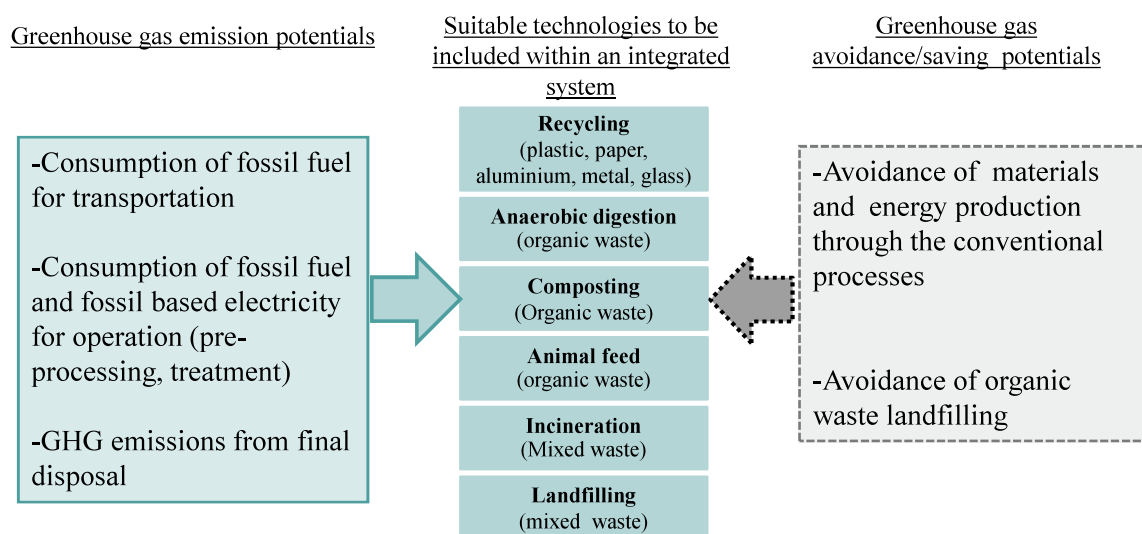 Greenhouse gas emission potentials
Suitable technologies to be
included within an integrated
system
Greenhouse gas
avoidance/saving potentials
-Consumption of fossil fuel
for transportation
-Consumption of fossil fuel
and fossil based electricity
for operation (pre-
processing, treatment)
-GHG emissions from final
disposal
Recycling
(plastic, paper,
aluminium, metal, glass)
Anaerobic digestion
(organic waste)
Composting
(Organic waste)
Animal feed
(organic waste)
Incineration
(Mixed waste)
Landfilling
(mixed waste)
-Avoidance of materials
and energy production
through the conventional
processes
-Avoidance of organic
waste landfilling